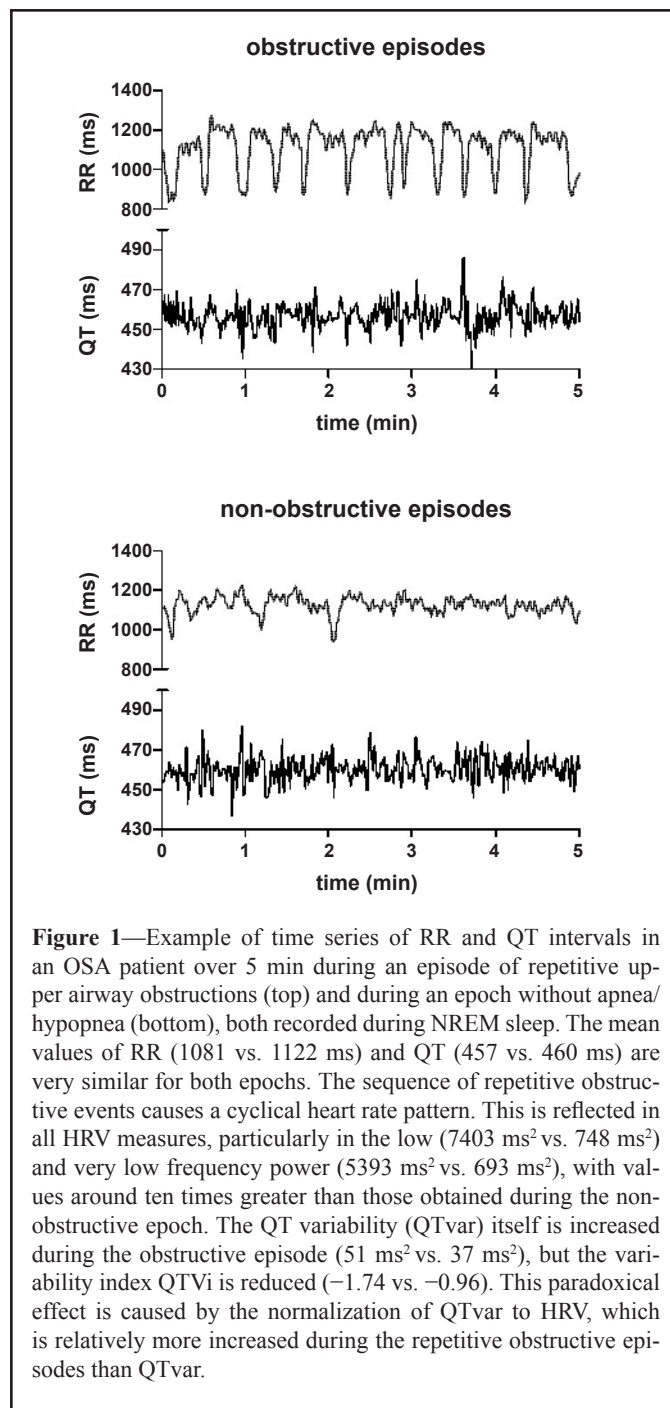 obstructive episodes
1400
1200
1000
800
RR (ms)
490
470
450
430
QT (ms)
0 1 2 3 4 5
time (min)
non-obstructive episodes
1400
1200
1000
800
RR (ms)
490
470
450
430
QT (ms)
0 1 2 3 4 5
time (min)
Figure 1—Example of time series of RR and QT intervals in
an OSA patient over 5 min during an episode of repetitive up-
per airway obstructions (top) and during an epoch without apnea/
hypopnea (bottom), both recorded during NREM sleep. The mean
values of RR (1081 vs. 1122 ms) and QT (457 vs. 460 ms) are
very similar for both epochs. The sequence of repetitive obstruc-
tive events causes a cyclical heart rate pattern. This is reflected in
all HRV measures, particularly in the low (7403 ms² vs. 748 ms²)
and very low frequency power (5393 ms² vs. 693 ms²), with val-
ues around ten times greater than those obtained during the non-
obstructive epoch. The QT variability (QTvar) itself is increased
during the obstructive episode (51 ms² vs. 37 ms²), but the vari-
ability index QTVi is reduced (−1.74 vs. −0.96). This paradoxical
effect is caused by the normalization of QTvar to HRV, which
is relatively more increased during the repetitive obstructive epi-
sodes than QTvar.